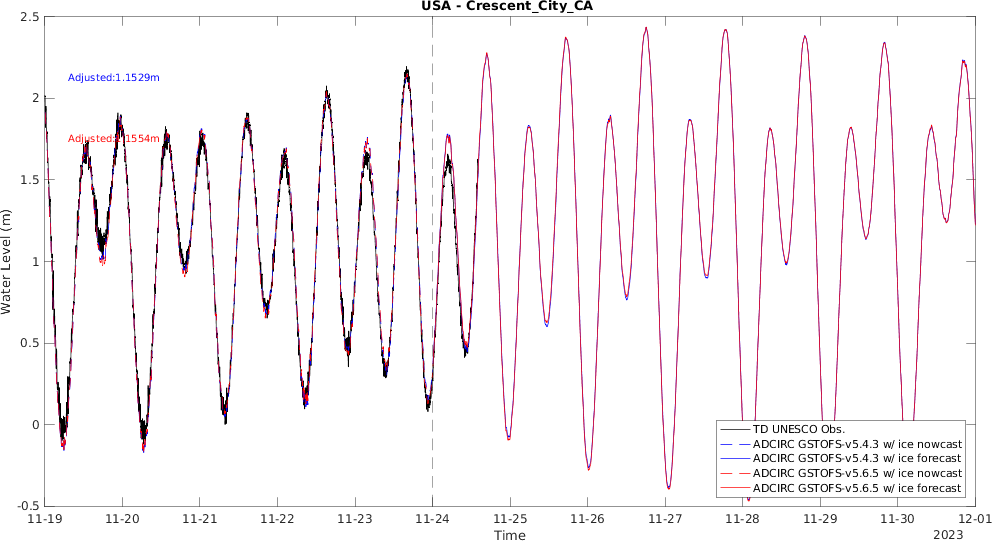 USA - Crescent_City_CA
2.5
2
1.5
1
0.5
0
-0.5
Water Level (m)
Adjusted:1.1529m
1554m
TD UNESCO Obs.
ADCIRC GSTOFS-v5.4.3 w/ ice nowcast
ADCIRC GSTOFS-v5.4.3 w/ ice forecast
ADCIRC GSTOFS-v5.6.5 w/ ice nowcast
ADCIRC GSTOFS-v5.6.5 w/ ice forecast
11-19 11-20 11-21 11-22 11-23 11-24 11-25 11-26 11-27 11-28 11-29 11-30 12-01
Time
2023